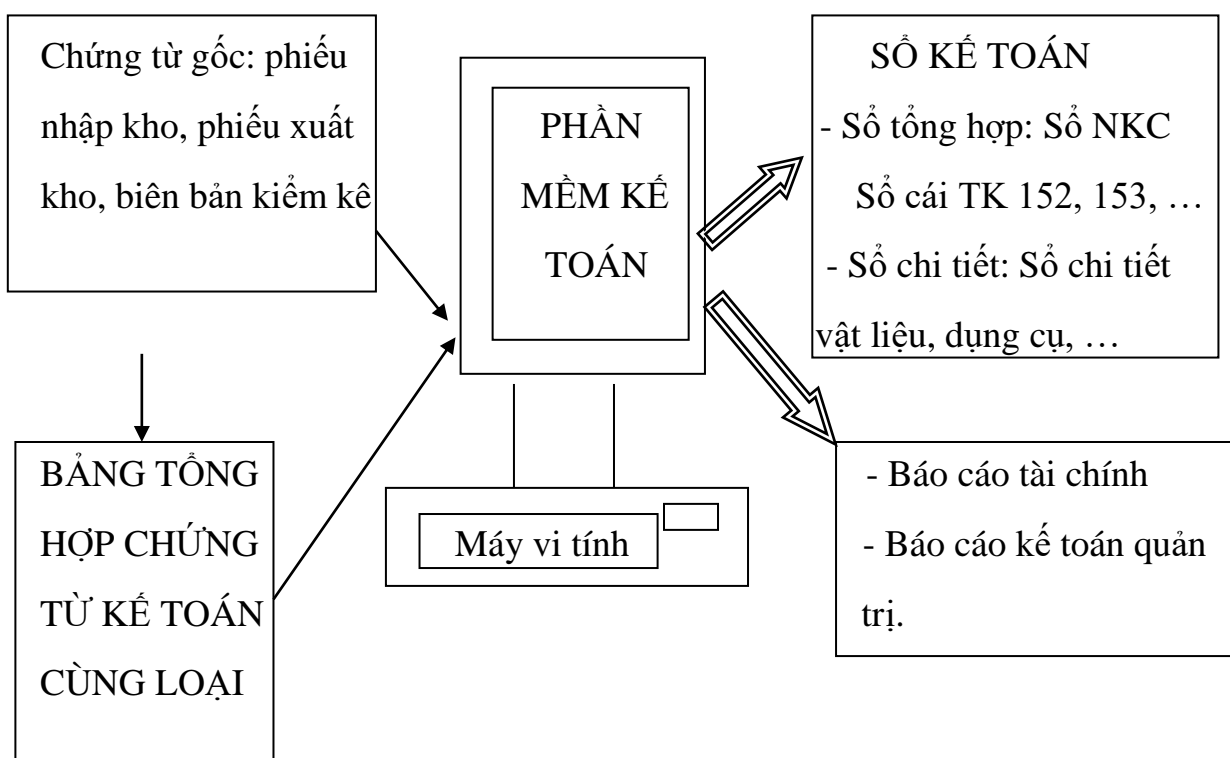 Chứng từ gốc: phiếu
nhập kho, phiếu xuất
kho, biên bản kiểm kê
PHẦN
MỀM KẾ
TOÁN
SỔ KẾ TOÁN
- Sổ tổng hợp: Sổ NKC
Sổ cái TK 152, 153, …
- Sổ chi tiết: Sổ chi tiết
vật liệu, dụng cụ, …
BẢNG TỔNG
HỢP CHỨNG
TỪ KẾ TOÁN
CÙNG LOẠI
Máy vi tính
- Báo cáo tài chính
- Báo cáo kế toán quản
trị.